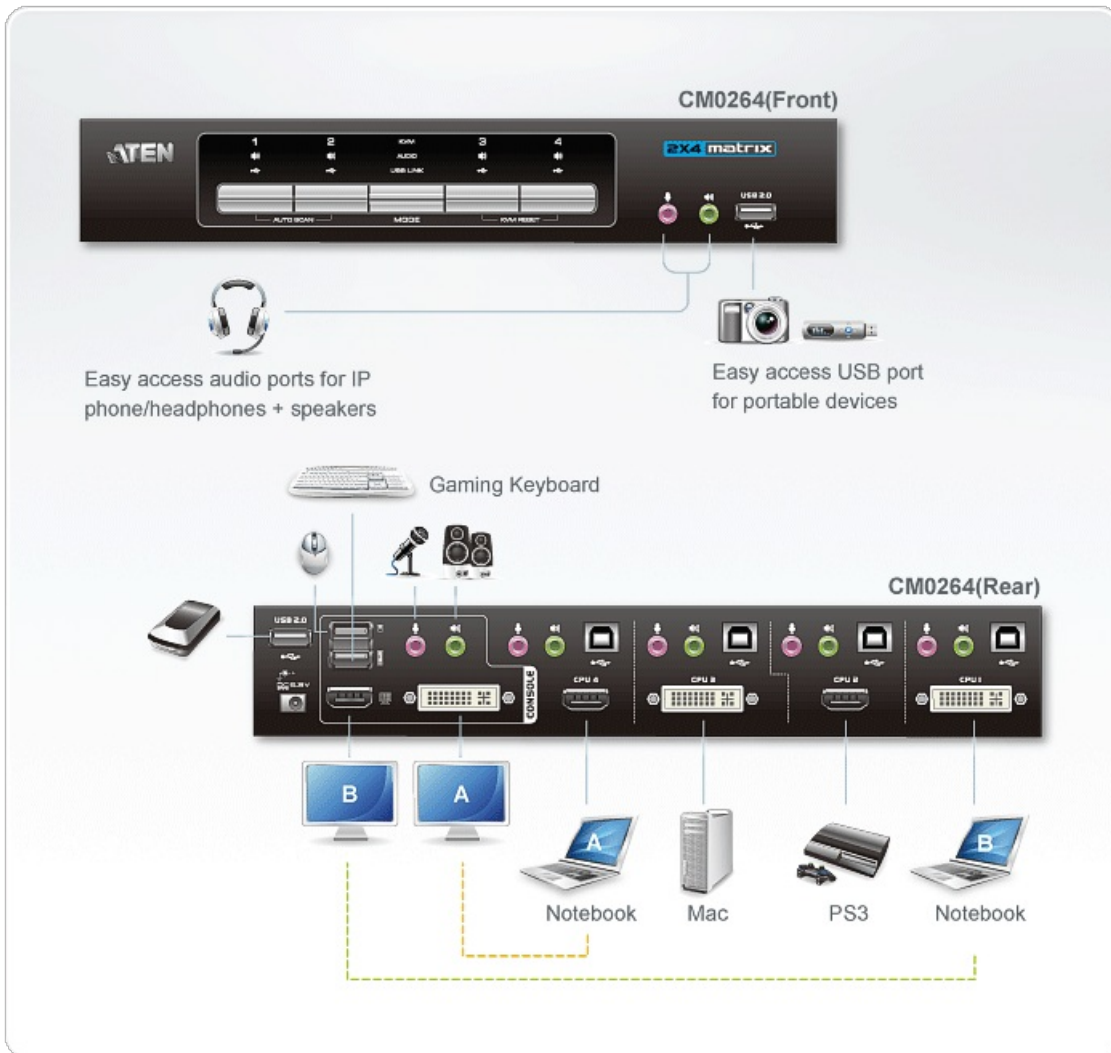 CM0264(Front)
ATEN
1 2 KVM 3 4
AUDIO
USB LINK
AUTO SCAN MODE KVM RESET
2X4 matrix
USB 2.0
Easy access audio ports for IP
phone/headphones + speakers
Easy access USB port
for portable devices
Gaming Keyboard
CM0264(Rear)
USB 2.0
DC 5.3V
CONSOLE
CPU 4
CPU 3
CPU 2
CPU 1
B
A
A
B
Notebook
Mac
PS3
Notebook